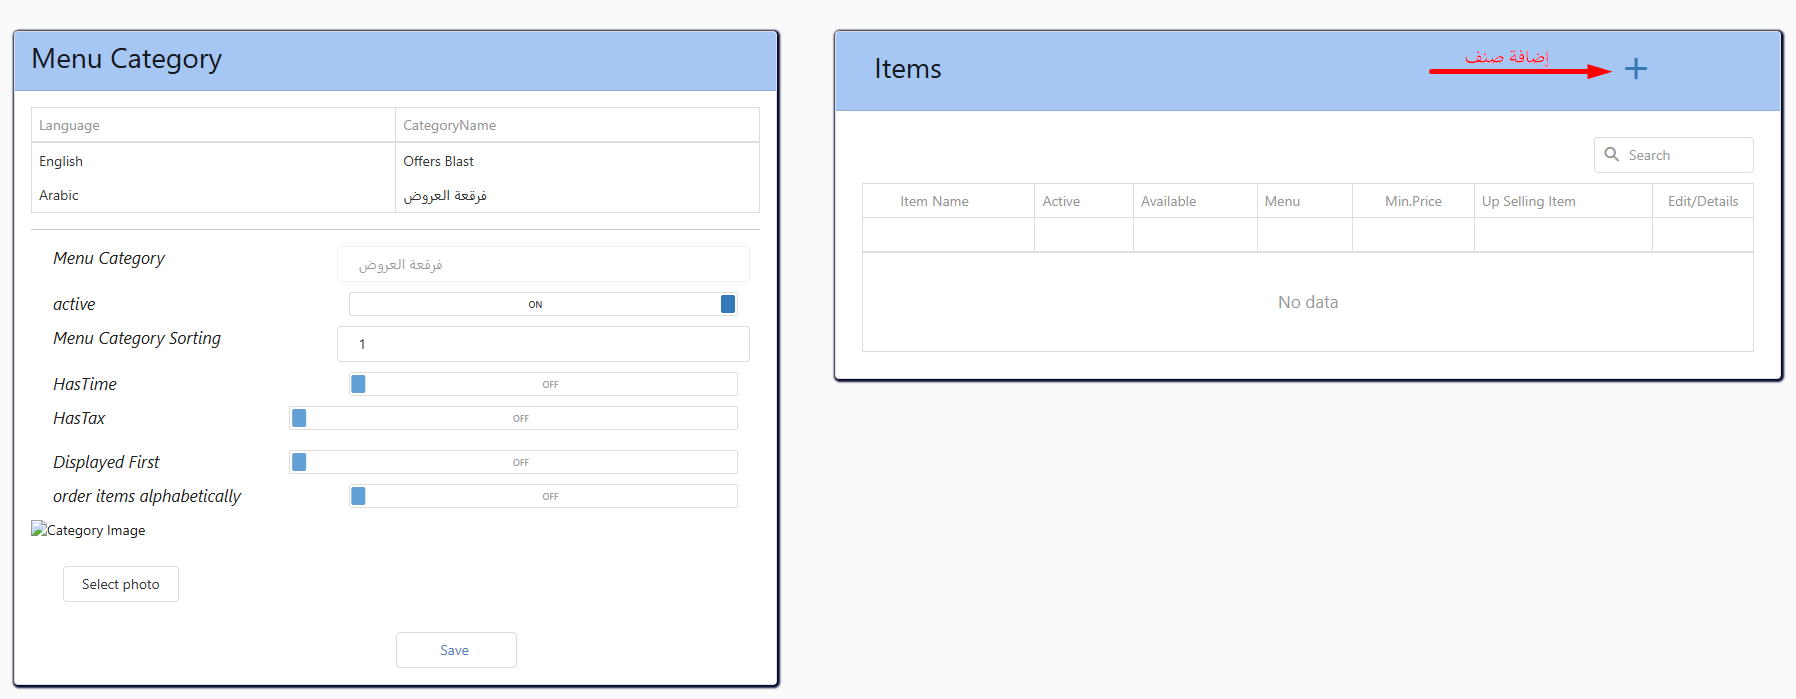 Menu Category
Language CategoryName
English Offers Blast
Arabic فرقعة العروض
Menu Category فرقعة العروض
active ON
Menu Category Sorting 1
HasTime OFF
HasTax OFF
Displayed First OFF
order items alphabetically OFF
Category Image
Select photo
Save
Items إضافة صنف
Search
Item Name Active Available Menu Min.Price Up Selling Item Edit/Details
No data